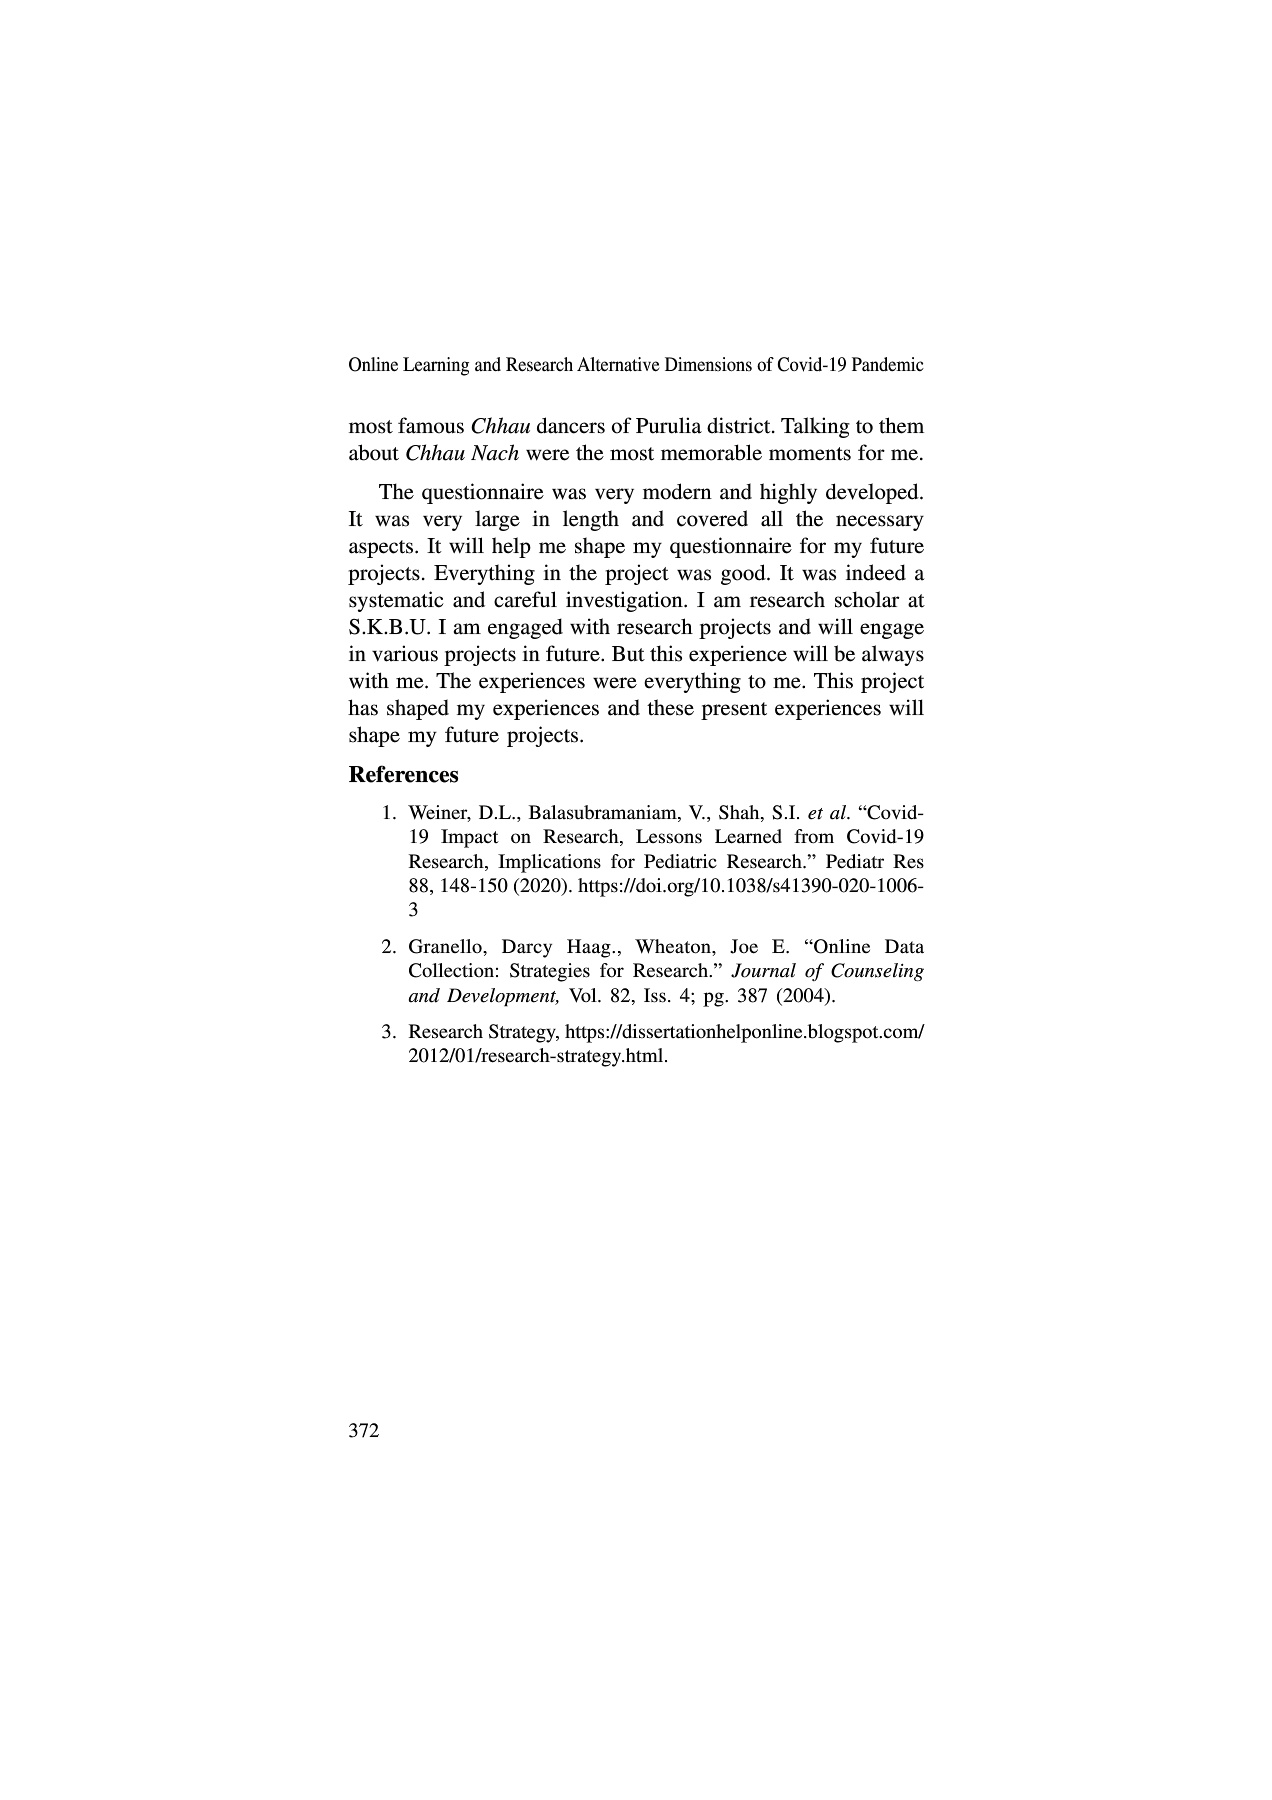 Online Learning and Research Alternative Dimensions of Covid-19 Pandemic
most famous Chhau dancers of Purulia district. Talking to them
about Chhau Nach were the most memorable moments for me.
The questionnaire was very modern and highly developed.
It was very large in length and covered all the necessary
aspects. It will help me shape my questionnaire for my future
projects. Everything in the project was good. It was indeed a
systematic and careful investigation. I am research scholar at
S.K.B.U. I am engaged with research projects and will engage
in various projects in future. But this experience will be always
with me. The experiences were everything to me. This project
has shaped my experiences and these present experiences will
shape my future projects.
References
1. Weiner, D.L., Balasubramaniam, V., Shah, S.I. et al. “Covid-
19 Impact on Research, Lessons Learned from Covid-19
Research, Implications for Pediatric Research.” Pediatr Res
88, 148-150 (2020). https://doi.org/10.1038/s41390-020-1006-
3
2. Granello, Darcy Haag., Wheaton, Joe E. “Online Data
Collection: Strategies for Research.” Journal of Counseling
and Development, Vol. 82, Iss. 4; pg. 387 (2004).
3. Research Strategy, https://dissertationhelponline.blogspot.com/
2012/01/research-strategy.html.
372